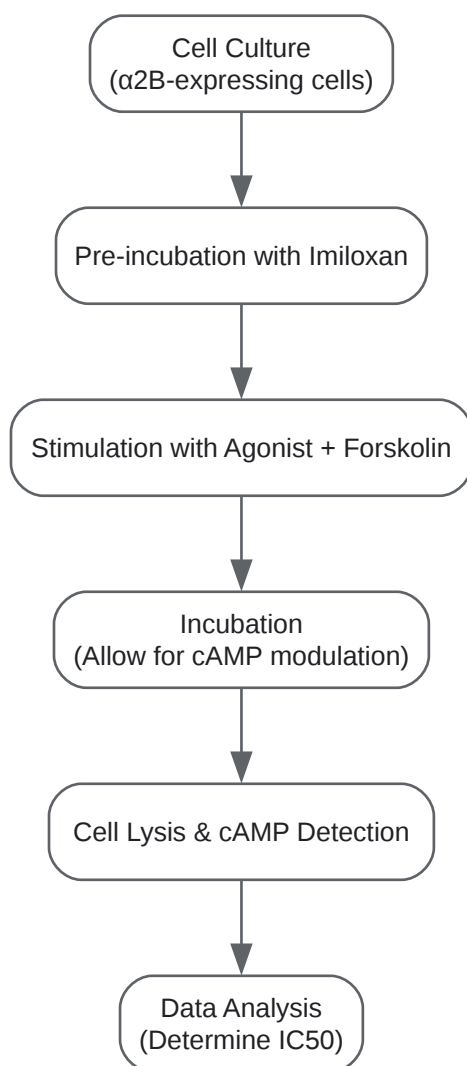 Cell Culture
(α2B-expressing cells)
Pre-incubation with Imiloxan
Stimulation with Agonist + Forskolin
Incubation
(Allow for cAMP modulation)
Cell Lysis & cAMP Detection
Data Analysis
(Determine IC50)